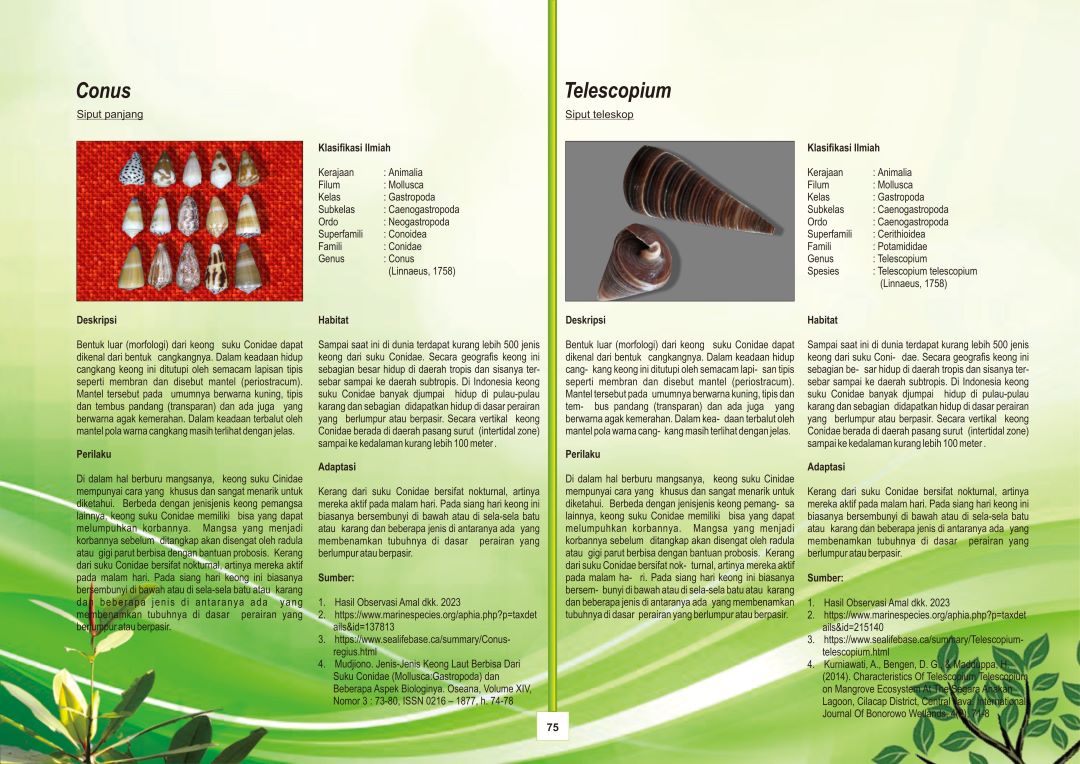 Conus
Siput panjang
Klasifikasi Ilmiah
Kerajaan : Animalia
Filum : Mollusca
Kelas : Gastropoda
Subkelas : Caenogastropoda
Ordo : Neogastropoda
Superfamili : Conoidea
Famili : Conidae
Genus : Conus
(Linnaeus, 1758)
Deskripsi
Bentuk luar (morfologi) dari keong suku Conidae dapat
dikenal dari bentuk cangkangnya. Dalam keadaan hidup
cangkang keong ini ditutupi oleh semacam lapisan tipis
seperti membran dan disebut mantel (periostracum).
Mantel tersebut pada umumnya berwarna kuning, tipis
dan tembus pandang (transparan) dan ada juga yang
berwarna agak kemerahan. Dalam keadaan terbalut oleh
mantel pola warna cangkang masih terlihat dengan jelas.
Perilaku
Di dalam hal berburu mangsanya, keong suku Cinidae
mempunyai cara yang khusus dan sangat menarik untuk
diketahui. Berbeda dengan jenisjenis keong pemangsa
lainnya, keong suku Conidae memiliki bisa yang dapat
melumpuhkan korbannya. Mangsa yang menjadi
korbannya sebelum ditangkap akan disengat oleh radula
atau gigi parut berbisa dengan bantuan probosis. Kerang
dari suku Conidae bersifat nokturnal, artinya mereka aktif
pada malam hari. Pada siang hari keong ini biasanya
bersembunyi di bawah atau di sela-sela batu atau karang
dan beberapa jenis di antaranya ada yang
membenamkan tubuhnya di dasar perairan yang
berlumpur atau berpasir.
Habitat
Sampai saat ini di dunia terdapat kurang lebih 500 jenis
keong dari suku Conidae. Secara geografis keong ini
sebagian besar hidup di daerah tropis dan sisanya ter-
sebar sampai ke daerah subtropis. Di Indonesia keong
suku Conidae banyak djumpai hidup di pulau-pulau
karang dan sebagian didapatkan hidup di dasar perairan
yang berlumpur atau berpasir. Secara vertikal keong
Conidae berada di daerah pasang surut (intertidal zone)
sampai ke kedalaman kurang lebih 100 meter .
Adaptasi
Kerang dari suku Conidae bersifat nokturnal, artinya
mereka aktif pada malam hari. Pada siang hari keong ini
biasanya bersembunyi di bawah atau di sela-sela batu
atau karang dan beberapa jenis di antaranya ada yang
membenamkan tubuhnya di dasar perairan yang
berlumpur atau berpasir.
Sumber:
1. Hasil Observasi Amal dkk. 2023
2. https://www.marinespecies.org/aphia.php?p=taxdet
ails&id=137813
3. https://www.sealifebase.ca/summary/Conus-
regius.html
4. Mudjiono. Jenis-Jenis Keong Laut Berbisa Dari
Suku Conidae (Mollusca:Gastropoda) dan
Beberapa Aspek Biologinya. Oseana, Volume XIV,
Nomor 3 : 73-80, ISSN 0216 – 1877, h. 74-78
Telescopium
Siput teleskop
Klasifikasi Ilmiah
Kerajaan : Animalia
Filum : Mollusca
Kelas : Gastropoda
Subkelas : Caenogastropoda
Ordo : Caenogastropoda
Superfamili : Cerithioidea
Famili : Potamididae
Genus : Telescopium
Spesies : Telescopium telescopium
(Linnaeus, 1758)
Deskripsi
Bentuk luar (morfologi) dari keong suku Conidae dapat
dikenal dari bentuk cangkangnya. Dalam keadaan hidup
cang- kang keong ini ditutupi oleh semacam lapi- san tipis
seperti membran dan disebut mantel (periostracum).
Mantel tersebut pada umumnya berwarna kuning, tipis dan
tem- bus pandang (transparan) dan ada juga yang
berwarna agak kemerahan. Dalam kea- daan terbalut oleh
mantel pola warna cang- kang masih terlihat dengan jelas.
Perilaku
Di dalam hal berburu mangsanya, keong suku Cinidae
mempunyai cara yang khusus dan sangat menarik untuk
diketahui. Berbeda dengan jenisjenis keong pemang- sa
lainnya, keong suku Conidae memiliki bisa yang dapat
melumpuhkan korbannya. Mangsa yang menjadi
korbannya sebelum ditangkap akan disengat oleh radula
atau gigi parut berbisa dengan bantuan probosis. Kerang
dari suku Conidae bersifat nok- turnal, artinya mereka aktif
pada malam ha- ri. Pada siang hari keong ini biasanya
bersem- bunyi di bawah atau di sela-sela batu atau karang
dan beberapa jenis di antaranya ada yang membenamkan
tubuhnya di dasar perairan yang berlumpur atau berpasir.
Habitat
Sampai saat ini di dunia terdapat kurang lebih 500 jenis
keong dari suku Coni- dae. Secara geografis keong ini
sebagian be- sar hidup di daerah tropis dan sisanya ter-
sebar sampai ke daerah subtropis. Di Indonesia keong
suku Conidae banyak djumpai hidup di pulau-pulau
karang dan sebagian didapatkan hidup di dasar perairan
yang berlumpur atau berpasir. Secara vertikal keong
Conidae berada di daerah pasang surut (intertidal zone)
sampai ke kedalaman kurang lebih 100 meter .
Adaptasi
Kerang dari suku Conidae bersifat nokturnal, artinya
mereka aktif pada malam hari. Pada siang hari keong ini
biasanya bersembunyi di bawah atau di sela-sela batu
atau karang dan beberapa jenis di antaranya ada yang
membenamkan tubuhnya di dasar perairan yang
berlumpur atau berpasir.
Sumber:
1. Hasil Observasi Amal dkk. 2023
2. https://www.marinespecies.org/aphia.php?p=taxdet
ails&id=215140
3. https://www.sealifebase.ca/summary/Telescopium-
telescopium.html
4. Kurniawati, A., Bengen, D. G., & Madduppa, H.
(2014). Characteristics Of Telescopium Telescopium
on Mangrove Ecosystem At The Segara Anakan
Lagoon, Cilacap District, Central Java. International
Journal Of Bonorowo Wetlands, 71-8
75